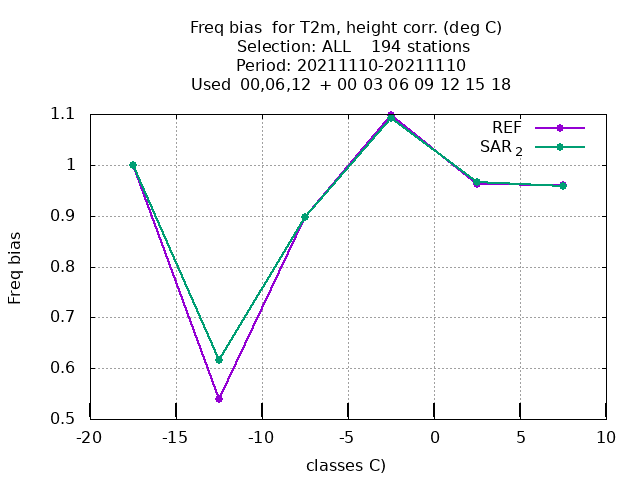 Freq bias  for T2m, height corr. (deg C)
Selection: ALL    194 stations
Period: 20211110-20211110
Used  00,06,12  + 00 03 06 09 12 15 18
REF
SAR 2
1.1
1
0.9
0.8
0.7
0.6
0.5
Freq bias
-20 -15 -10 -5 0 5 10
classes C)